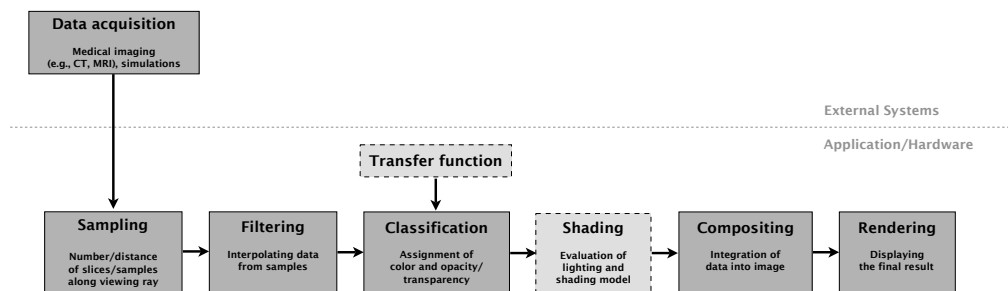 Data acquisition
Medical imaging
(e.g., CT, MRI), simulations
External Systems
Application/Hardware
Transfer function
Sampling
Number/distance
of slices/samples
along viewing ray
Filtering
Interpolating data
from samples
Classification
Assignment of
color and opacity/
transparency
Shading
Evaluation of
lighting and
shading model
Compositing
Integration of
data into image
Rendering
Displaying
the final result